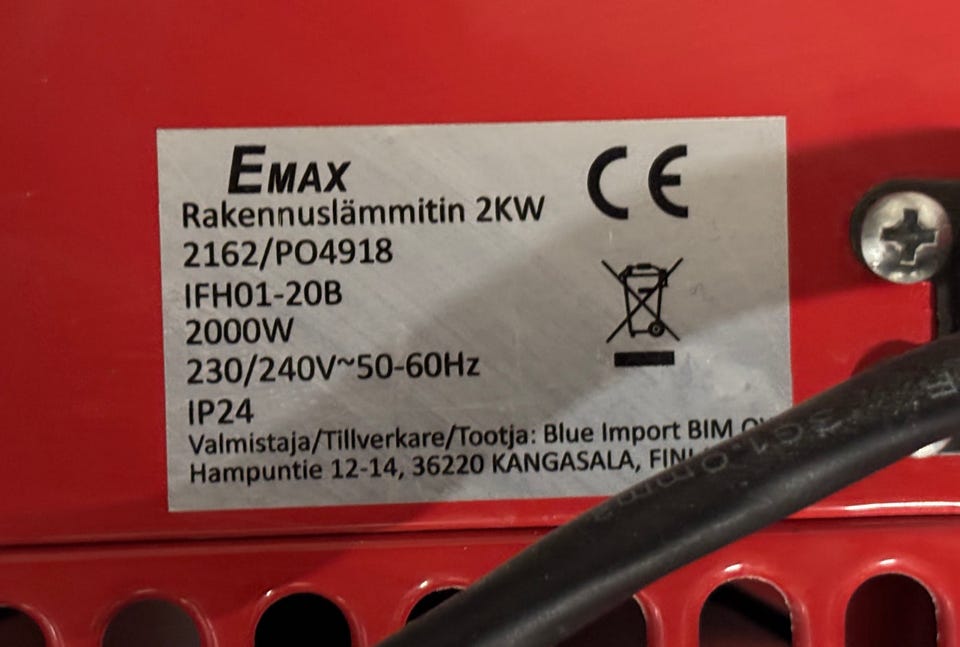 EMAX
CE
Rakennuslämmitin 2KW
2162/PO4918
IFH01-20B
2000W
230/240V~50-60Hz
IP24
Valmistaja/Tillverkare/Tootja: Blue Import BIM
Hampuntie 12-14, 36220 KANGASALA,